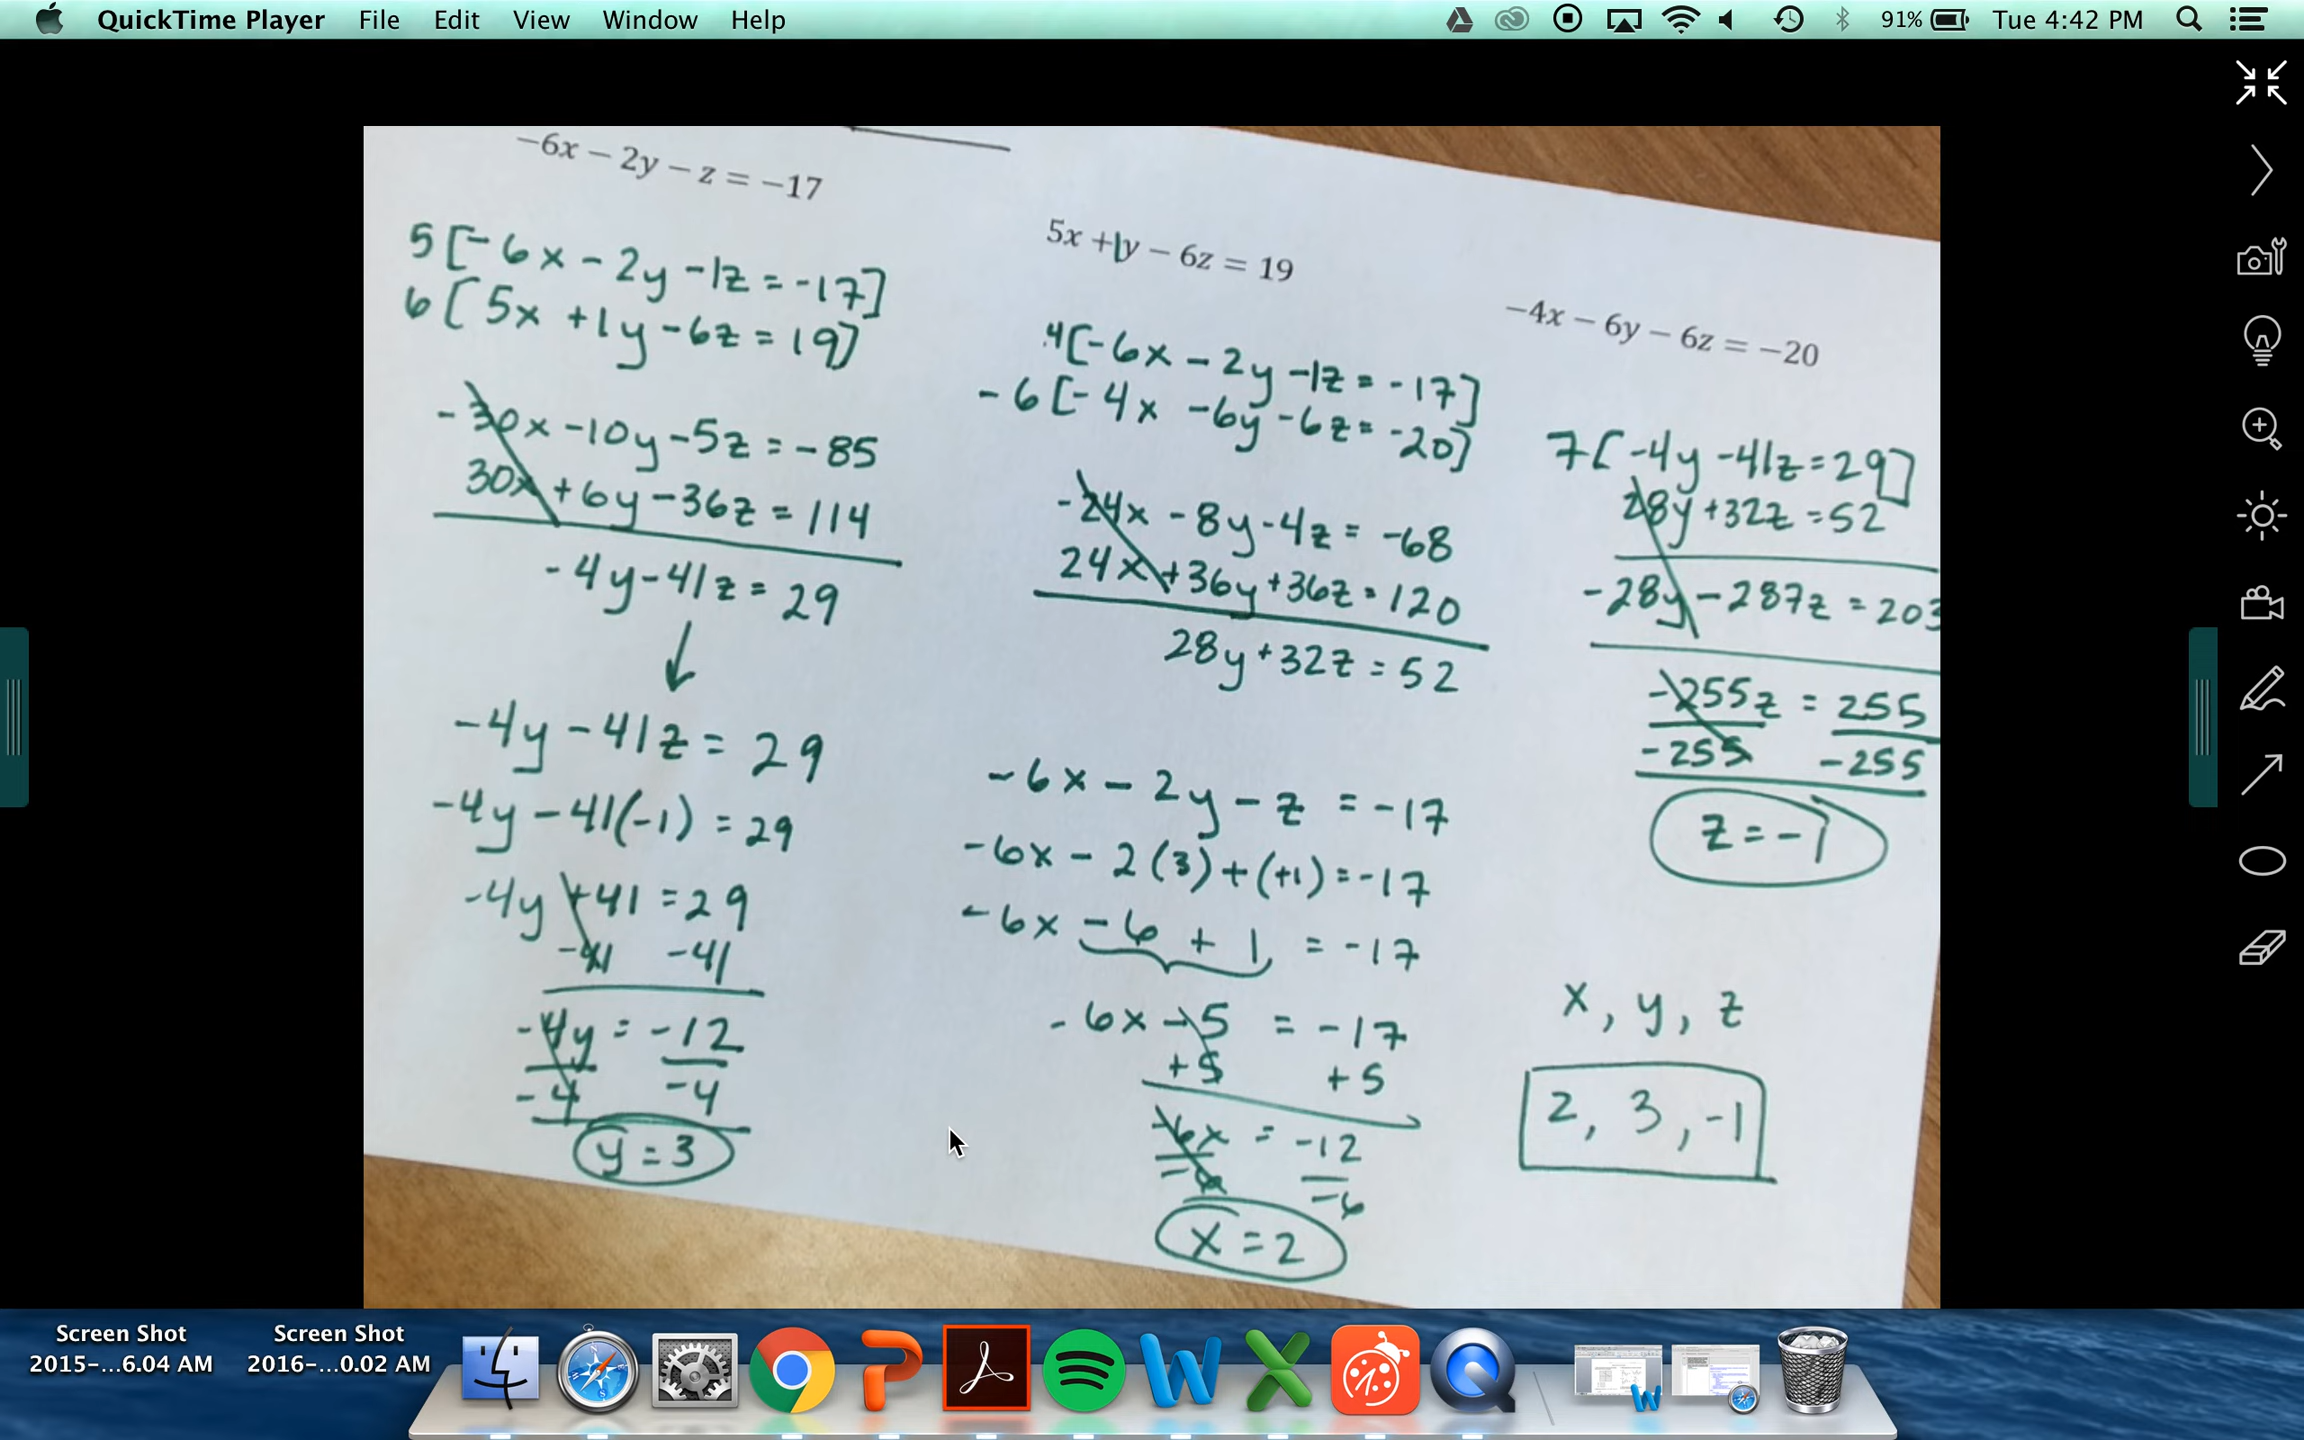 QuickTime Player File Edit View Window Help 91% Tue 4:42 PM
−6x − 2y − z = −17
5[-6x - 2y - 1z = -17]
6[5x + 1y - 6z = 19]
-30x - 10y - 5z = -85
30x + 6y - 36z = 114
-4y - 41z = 29
-4y - 41z = 29
-4y - 41(-1) = 29
-4y + 41 = 29
-41 -41
-4y = -12
-4 -4
y = 3
5x + 1y − 6z = 19
4[-6x - 2y - 1z = -17]
-6[-4x - 6y - 6z = -20]
-24x - 8y - 4z = -68
24x + 36y + 36z = 120
28y + 32z = 52
-6x - 2y - z = -17
-6x - 2(3) + (+1) = -17
-6x - 6 + 1 = -17
-6x - 5 = -17
+5 +5
-6x = -12
-6 -6
x = 2
−4x − 6y − 6z = −20
7[-4y - 41z = 29]
28y + 32z = 52
-28y - 287z = 203
-255z = 255
-255 -255
z = -1
x, y, z
2, 3, -1
Screen Shot
2015-...6.04 AM
Screen Shot
2016-...0.02 AM